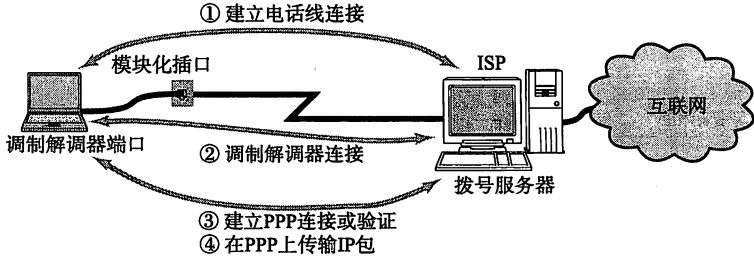 ① 建立电话线连接
模块化插口
ISP
互联网
调制解调器端口
② 调制解调器连接
拨号服务器
③ 建立PPP连接或验证
④ 在PPP上传输IP包